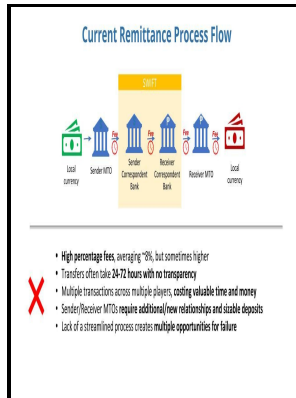 Current Remittance Process Flow
SWIFT
Fee
Fee
Fee
Fee
Local
currency
Sender MTO
Sender
Correspondent
Bank
Receiver
Correspondent
Bank
Receiver MTO
Local
currency
• High percentage fees, averaging ~8%, but sometimes higher
• Transfers often take 24-72 hours with no transparency
• Multiple transactions across multiple players, costing valuable time and money
• Sender/Receiver MTOs require additional/new relationships and sizable deposits
• Lack of a streamlined process creates multiple opportunities for failure